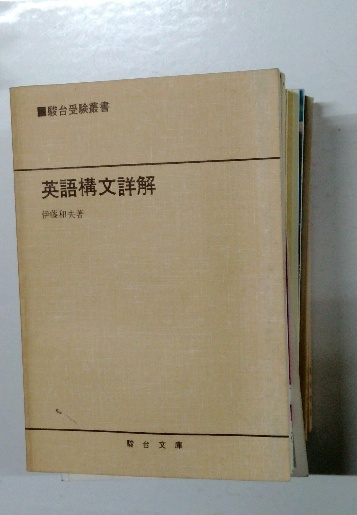 ■駿台受験叢書
英語構文詳解
伊藤和夫著
駿台文庫